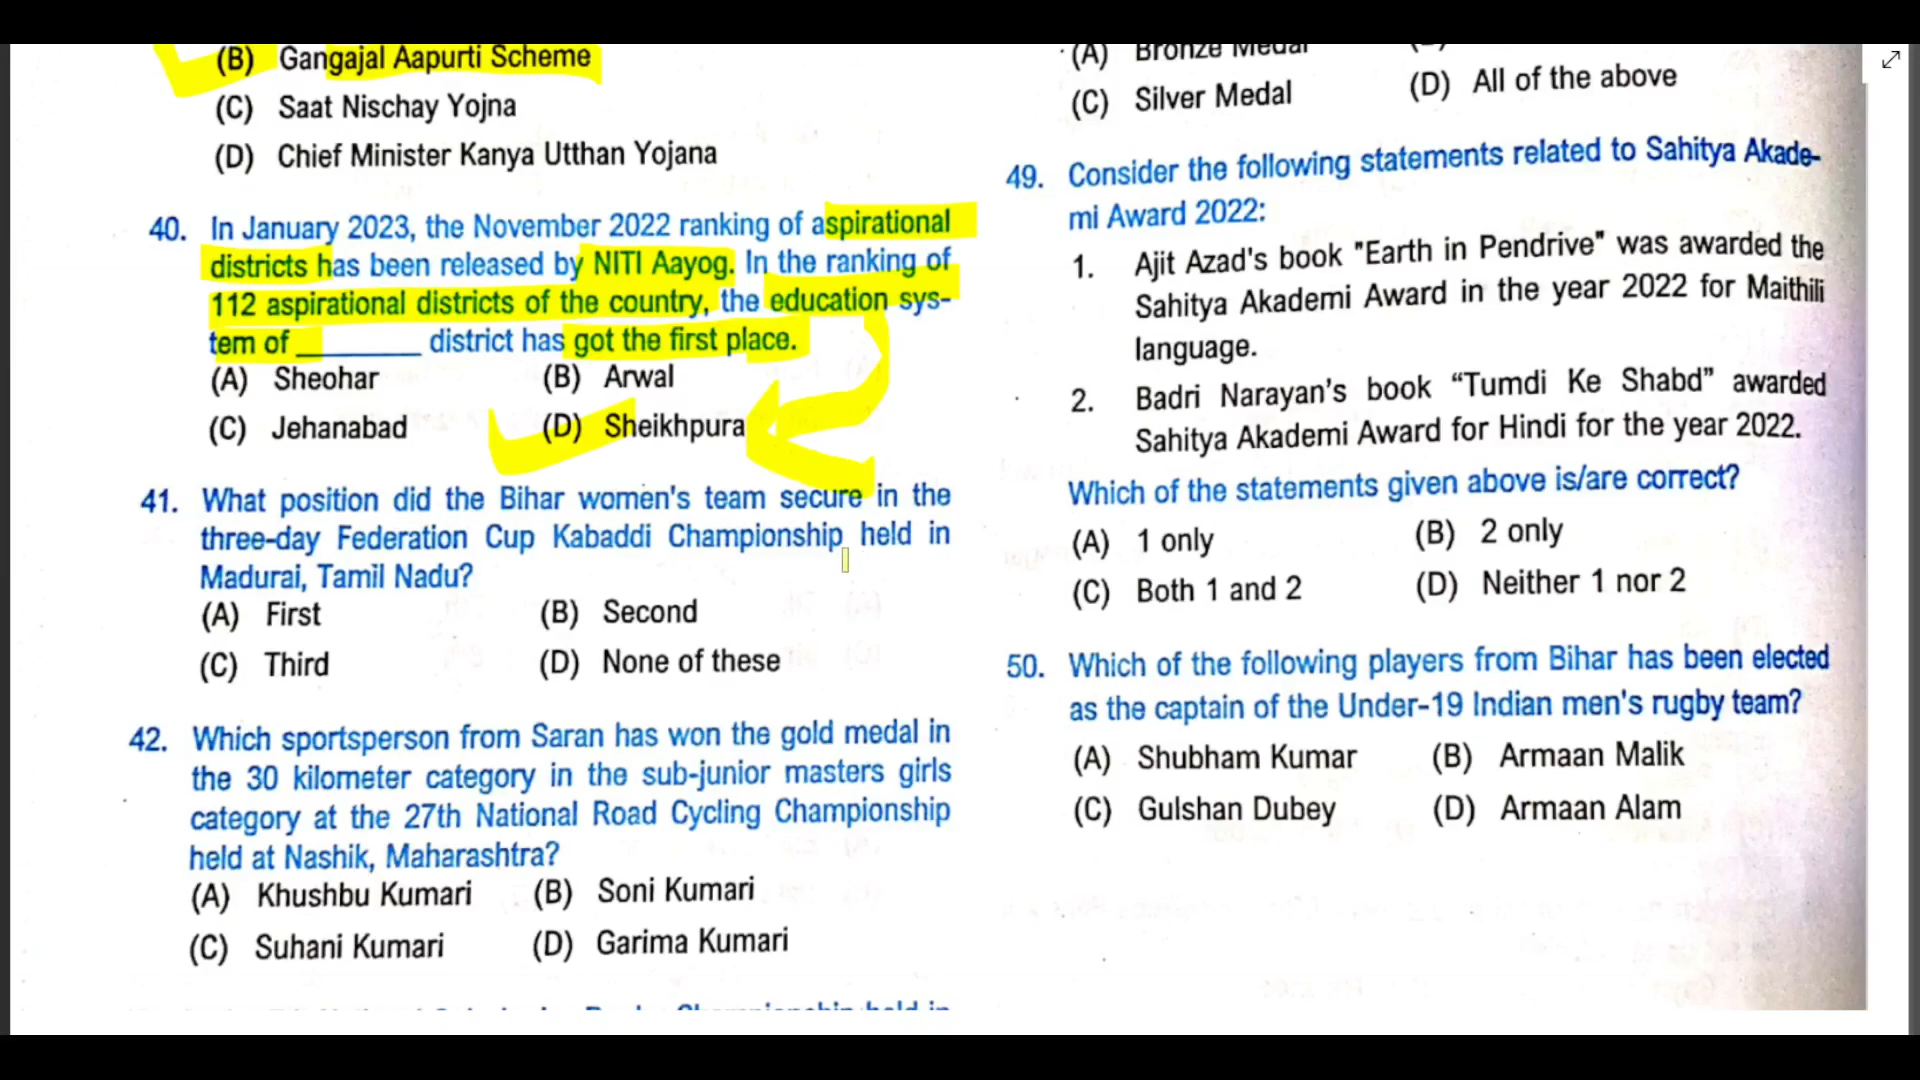 (B) Gangajal Aapurti Scheme
(C) Saat Nischay Yojna
(D) Chief Minister Kanya Utthan Yojana
40. In January 2023, the November 2022 ranking of aspirational
districts has been released by NITI Aayog. In the ranking of
112 aspirational districts of the country, the education sys-
tem of ________ district has got the first place.
(A) Sheohar (B) Arwal
(C) Jehanabad (D) Sheikhpura
41. What position did the Bihar women's team secure in the
three-day Federation Cup Kabaddi Championship held in
Madurai, Tamil Nadu?
(A) First (B) Second
(C) Third (D) None of these
42. Which sportsperson from Saran has won the gold medal in
the 30 kilometer category in the sub-junior masters girls
category at the 27th National Road Cycling Championship
held at Nashik, Maharashtra?
(A) Khushbu Kumari (B) Soni Kumari
(C) Suhani Kumari (D) Garima Kumari
(A) Bronze Medal
(C) Silver Medal (D) All of the above
49. Consider the following statements related to Sahitya Akade-
mi Award 2022:
1. Ajit Azad's book "Earth in Pendrive" was awarded the
Sahitya Akademi Award in the year 2022 for Maithili
language.
2. Badri Narayan's book “Tumdi Ke Shabd” awarded
Sahitya Akademi Award for Hindi for the year 2022.
Which of the statements given above is/are correct?
(A) 1 only (B) 2 only
(C) Both 1 and 2 (D) Neither 1 nor 2
50. Which of the following players from Bihar has been elected
as the captain of the Under-19 Indian men's rugby team?
(A) Shubham Kumar (B) Armaan Malik
(C) Gulshan Dubey (D) Armaan Alam